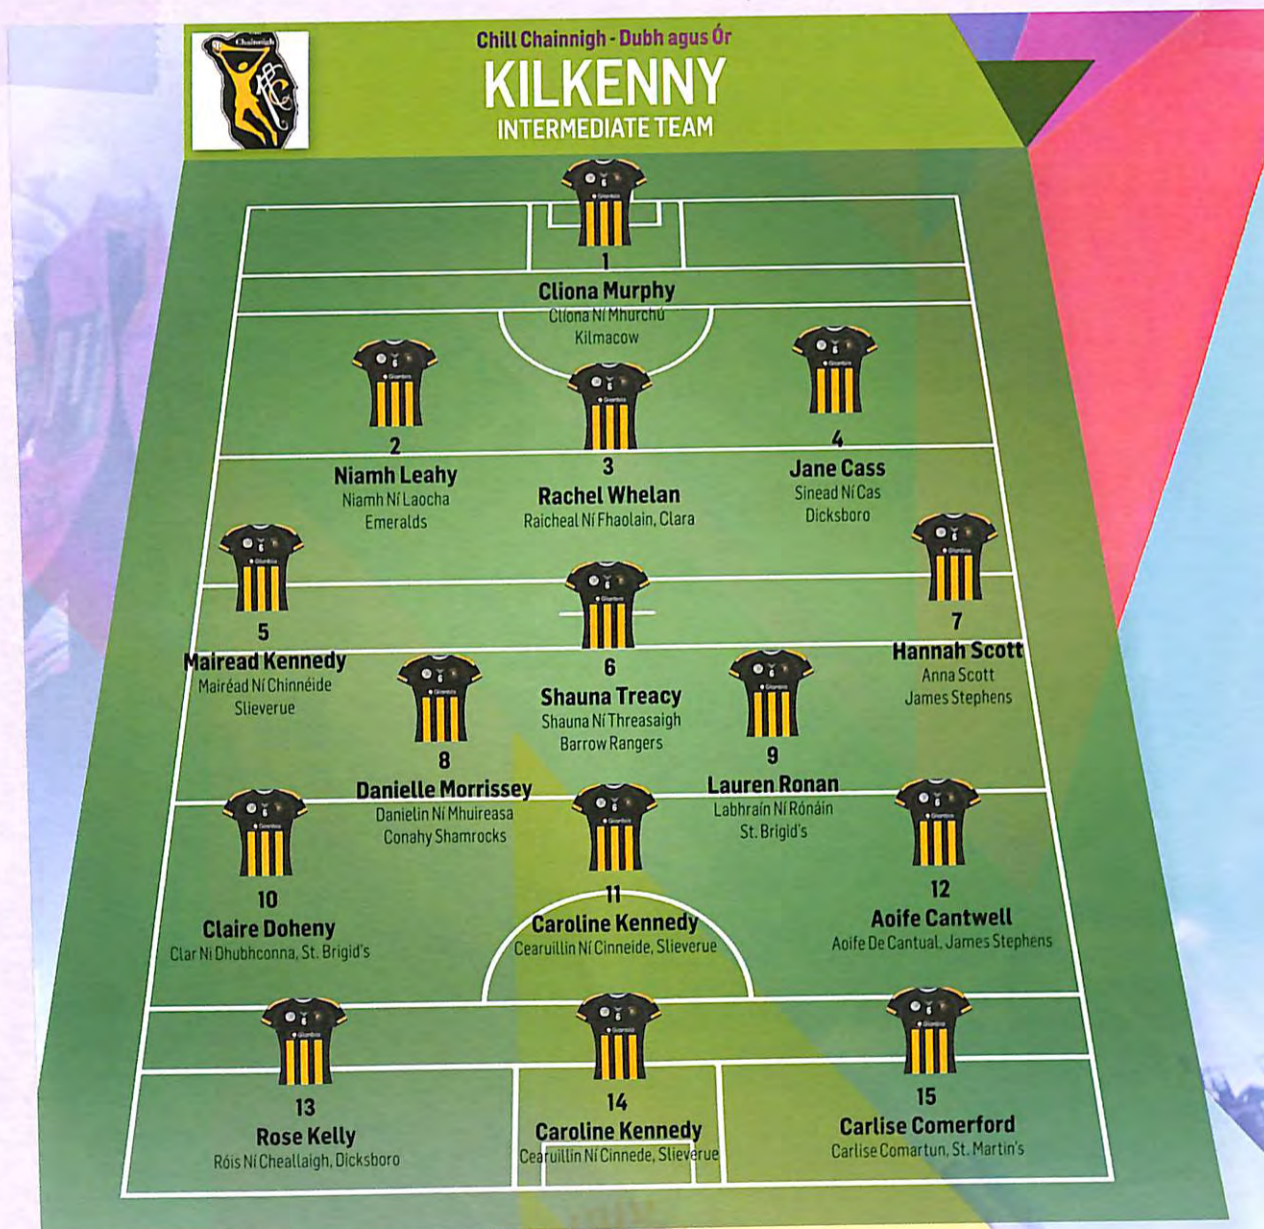 Chainnigh
Chill Chainnigh - Dubh agus Ór
KILKENNY
INTERMEDIATE TEAM
1
Cliona Murphy
Clíona Ní Mhurchú
Kilmacow
2
Niamh Leahy
Niamh Ní Laocha
Emeralds
3
Rachel Whelan
Raicheal Ní Fhaolain, Clara
4
Jane Cass
Sinead Ní Cas
Dicksboro
5
Mairead Kennedy
Mairéad Ní Chinnéide
Slieverue
6
Shauna Treacy
Shauna Ní Threasaigh
Barrow Rangers
7
Hannah Scott
Anna Scott
James Stephens
8
Danielle Morrissey
Danielin Ní Mhuireasa
Conahy Shamrocks
9
Lauren Ronan
Labhraín Ní Rónáin
St. Brigid's
10
Claire Doheny
Clar Ni Dhubhconna, St. Brigid's
11
Caroline Kennedy
Cearuillin Ní Cinneide, Slieverue
12
Aoife Cantwell
Aoife De Cantual, James Stephens
13
Rose Kelly
Róis Ní Cheallaigh, Dicksboro
14
Caroline Kennedy
Cearuillin Ní Cinnede, Slieverue
15
Carlise Comerford
Carlise Comartun, St. Martin's